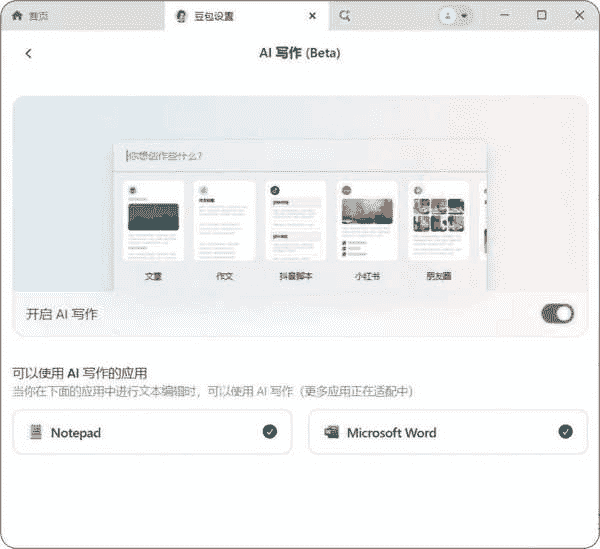 首页
豆包设置
AI 写作 (Beta)
你想创作些什么?
文章
作文
抖音脚本
小红书
朋友圈
开启 AI 写作
可以使用 AI 写作的应用
当你在下面的应用中进行文本编辑时，可以使用 AI 写作（更多应用正在适配中）
Notepad
Microsoft Word